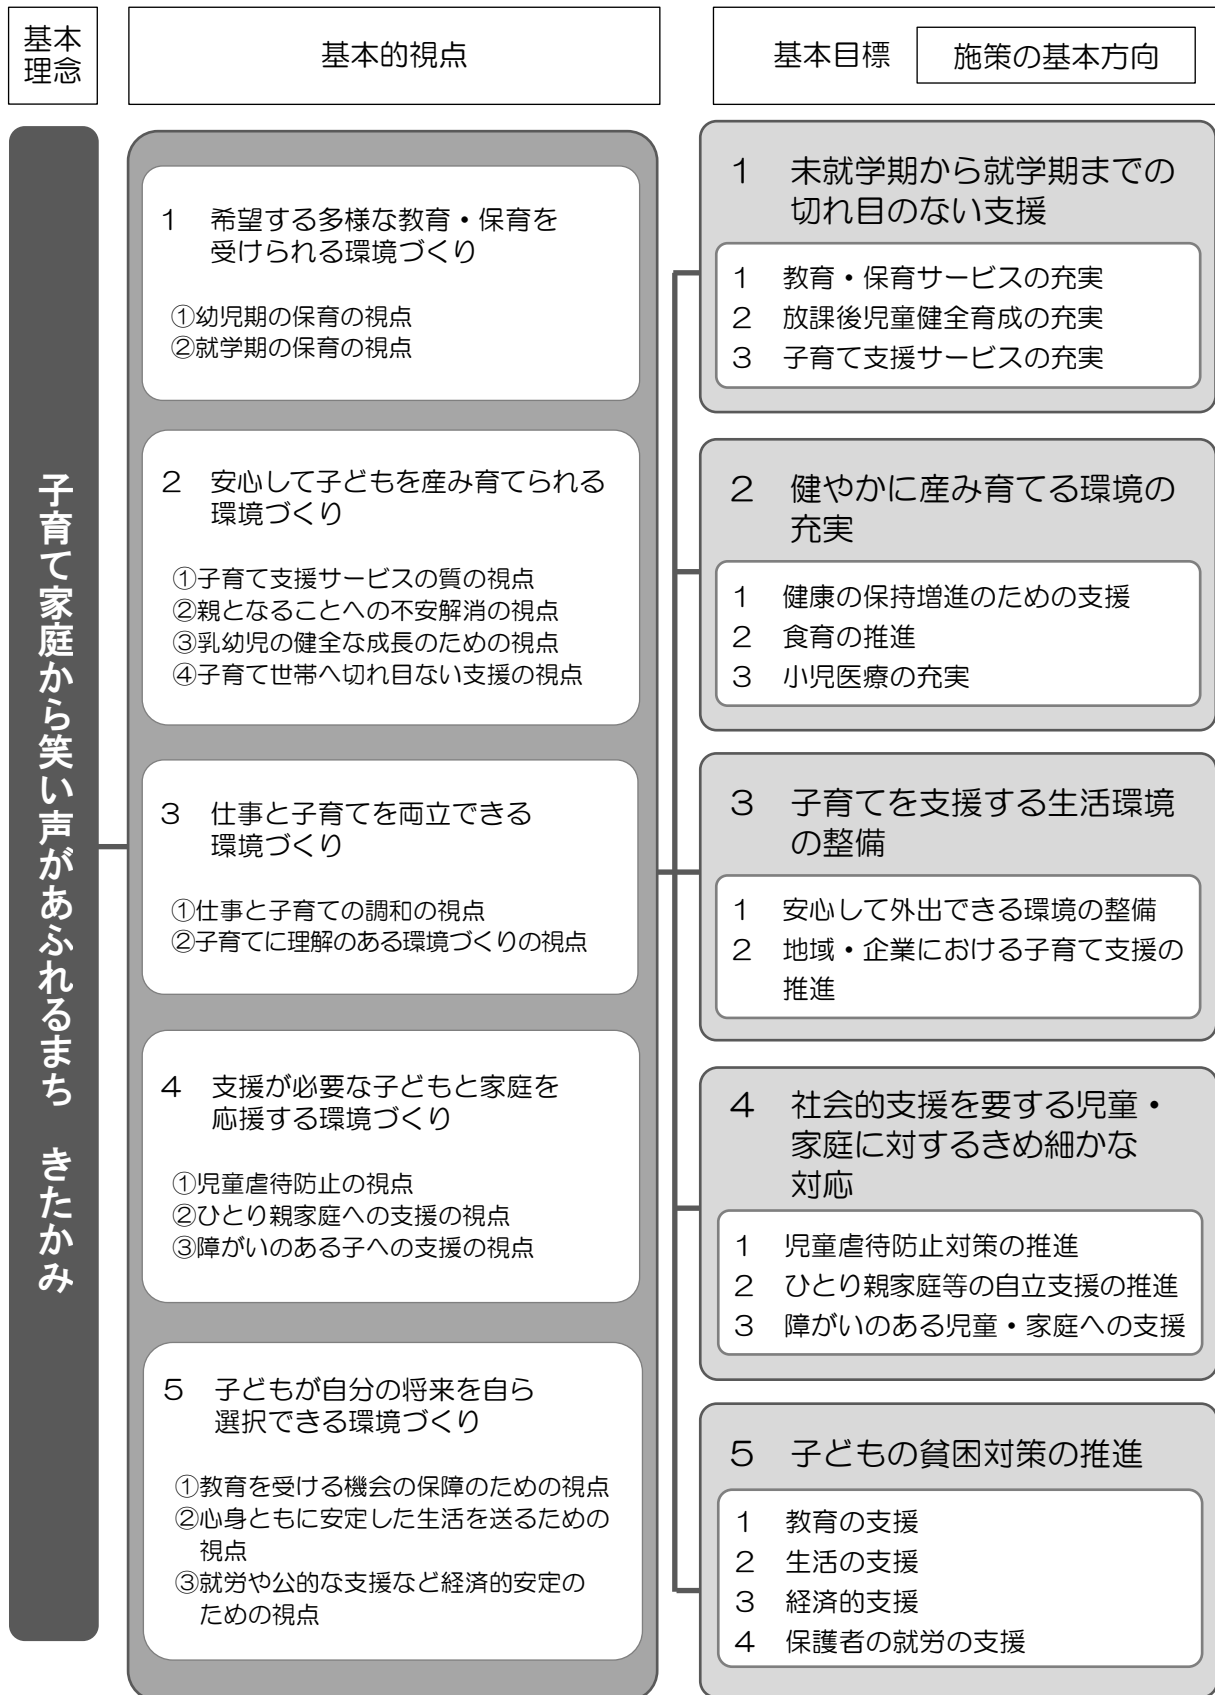 基本
理念
基本的視点
基本目標
施策の基本方向
子育て家庭から笑い声があふれるまち　きたかみ
１　希望する多様な教育・保育を
受けられる環境づくり
①幼児期の保育の視点
②就学期の保育の視点
２　安心して子どもを産み育てられる
環境づくり
①子育て支援サービスの質の視点
②親となることへの不安解消の視点
③乳幼児の健全な成長のための視点
④子育て世帯へ切れ目ない支援の視点
３　仕事と子育てを両立できる
環境づくり
①仕事と子育ての調和の視点
②子育てに理解のある環境づくりの視点
４　支援が必要な子どもと家庭を
応援する環境づくり
①児童虐待防止の視点
②ひとり親家庭への支援の視点
③障がいのある子への支援の視点
５　子どもが自分の将来を自ら
選択できる環境づくり
①教育を受ける機会の保障のための視点
②心身ともに安定した生活を送るための
視点
③就労や公的な支援など経済的安定の
ための視点
１　未就学期から就学期までの
切れ目のない支援
１　教育・保育サービスの充実
２　放課後児童健全育成の充実
３　子育て支援サービスの充実
２　健やかに産み育てる環境の
充実
１　健康の保持増進のための支援
２　食育の推進
３　小児医療の充実
３　子育てを支援する生活環境
の整備
１　安心して外出できる環境の整備
２　地域・企業における子育て支援の
推進
４　社会的支援を要する児童・
家庭に対するきめ細かな
対応
１　児童虐待防止対策の推進
２　ひとり親家庭等の自立支援の推進
３　障がいのある児童・家庭への支援
５　子どもの貧困対策の推進
１　教育の支援
２　生活の支援
３　経済的支援
４　保護者の就労の支援